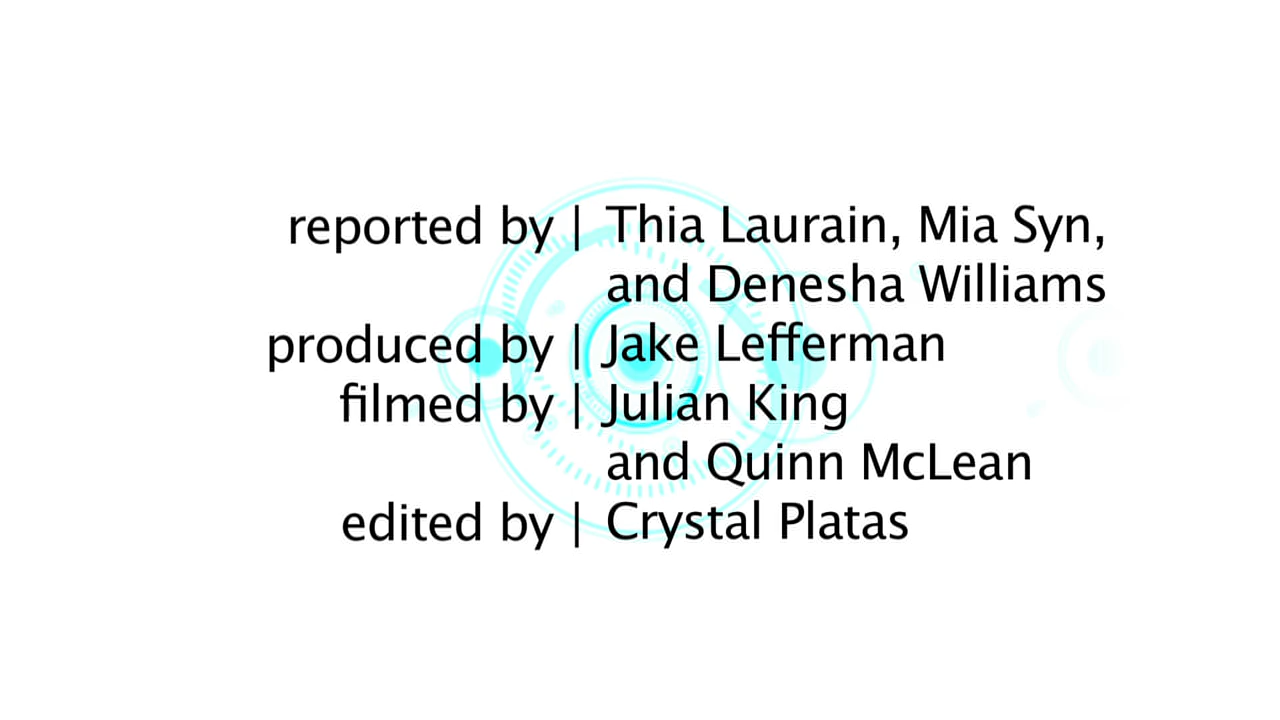 reported by | Thia Laurain, Mia Syn,
and Denesha Williams
produced by | Jake Lefferman
filmed by | Julian King
and Quinn McLean
edited by | Crystal Platas